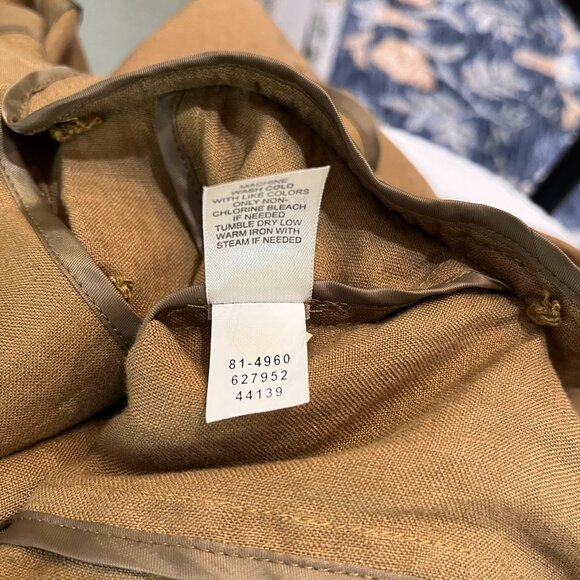 MACHINE
WASH COLD
WITH LIKE COLORS
ONLY NON-
CHLORINE BLEACH
IF NEEDED
TUMBLE DRY LOW
WARM IRON WITH
STEAM IF NEEDED
81-4960
627952
44139